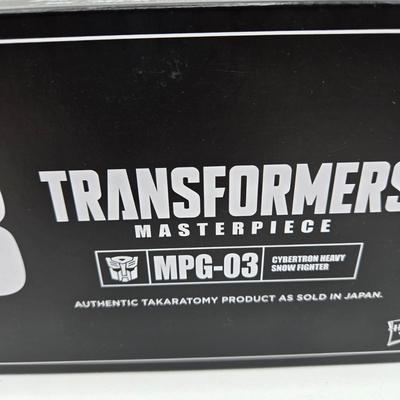 TRANSFORMERS
MASTERPIECE
MPG-03
CYBERTRON HEAVY
SNOW FIGHTER
AUTHENTIC TAKARATOMY PRODUCT AS SOLD IN JAPAN.